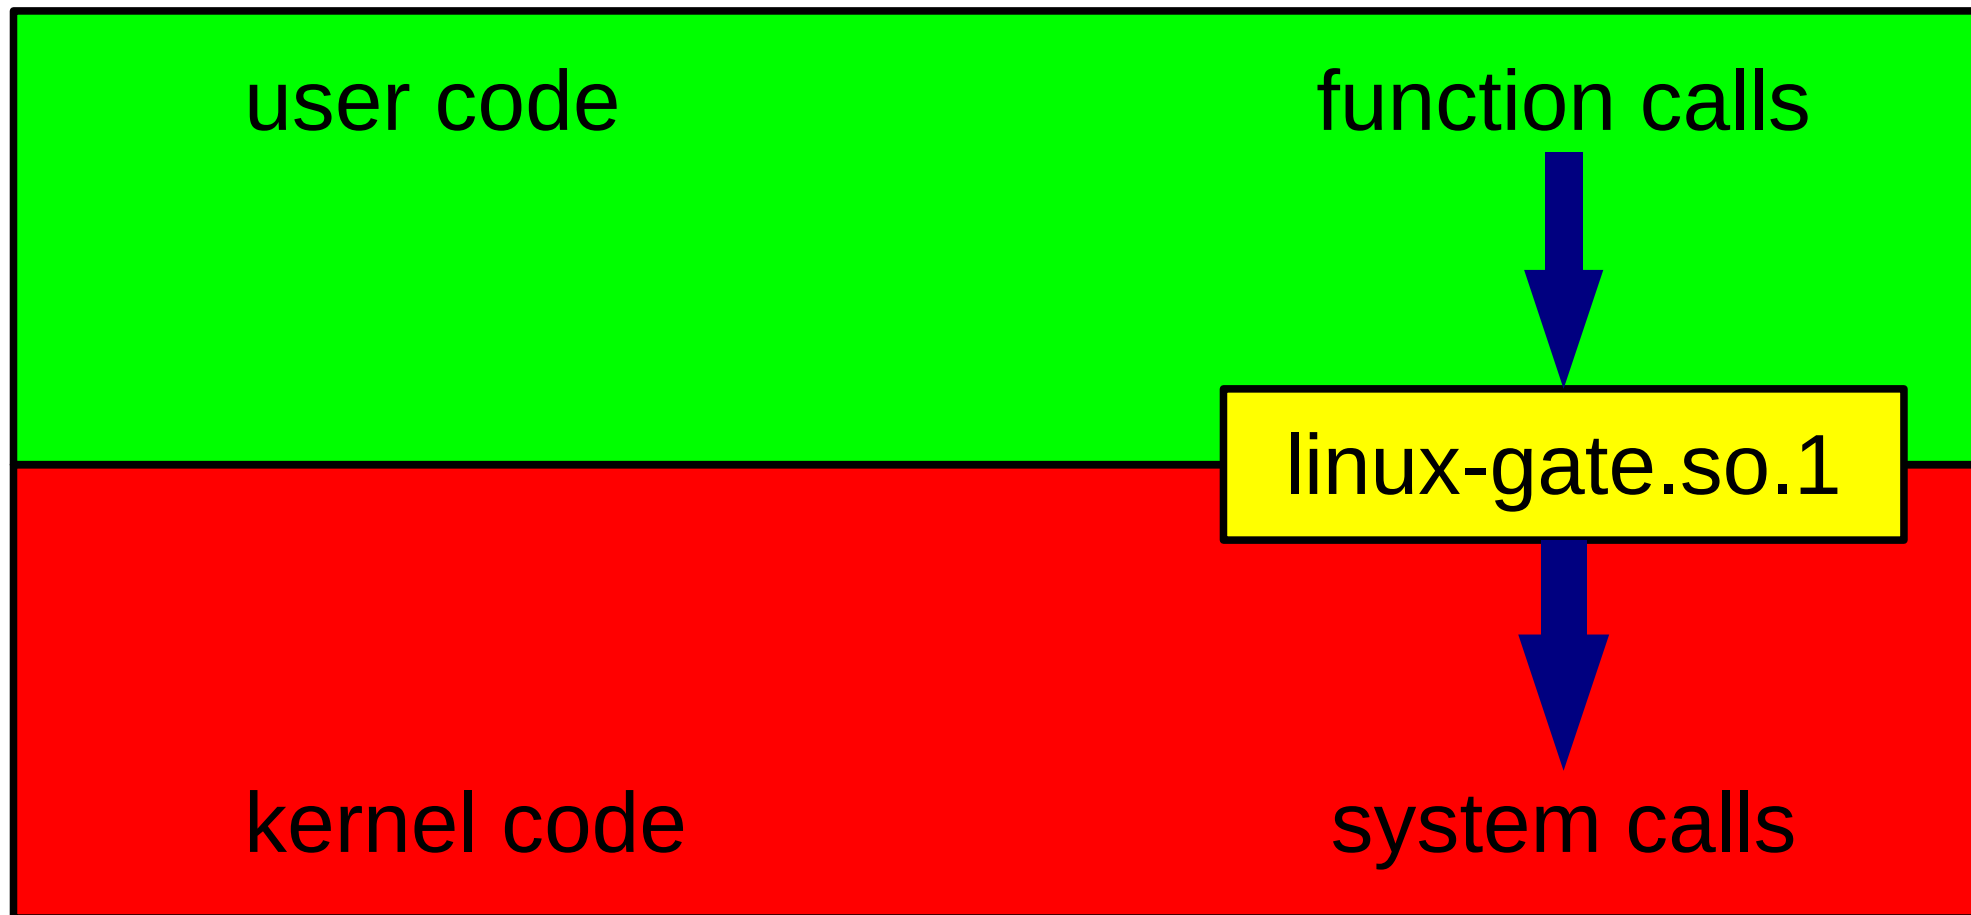 user code
function calls
linux-gate.so.1
kernel code
system calls